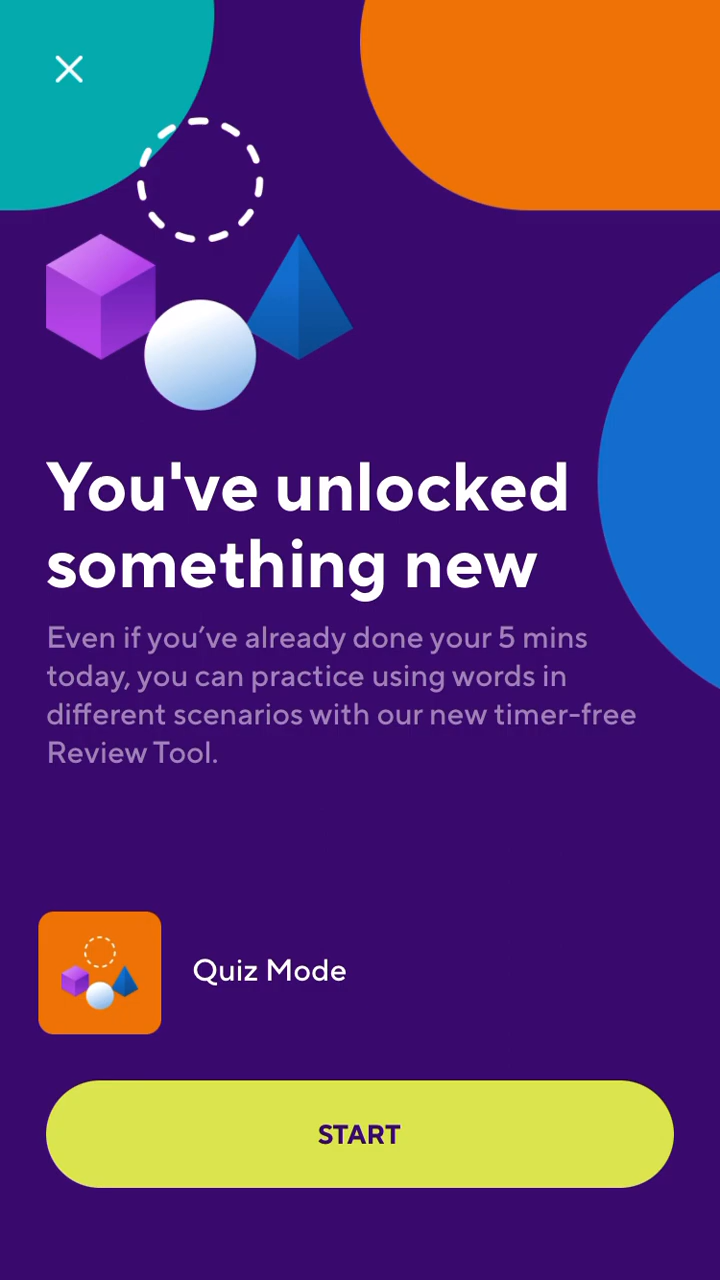 You've unlocked
something new
Even if you’ve already done your 5 mins
today, you can practice using words in
different scenarios with our new timer-free
Review Tool.
Quiz Mode
START